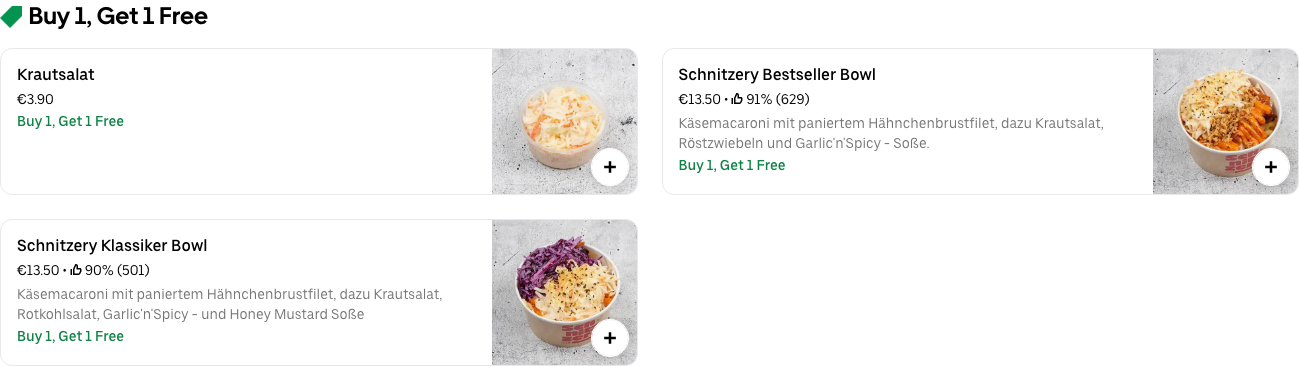 Buy 1, Get 1 Free
Krautsalat
€3.90
Buy 1, Get 1 Free
Schnitzery Bestseller Bowl
€13.50 • 91% (629)
Käsemacaroni mit paniertem Hähnchenbrustfilet, dazu Krautsalat,
Röstzwiebeln und Garlic'n'Spicy - Soße.
Buy 1, Get 1 Free
Schnitzery Klassiker Bowl
€13.50 • 90% (501)
Käsemacaroni mit paniertem Hähnchenbrustfilet, dazu Krautsalat,
Rotkohlsalat, Garlic'n'Spicy - und Honey Mustard Soße
Buy 1, Get 1 Free